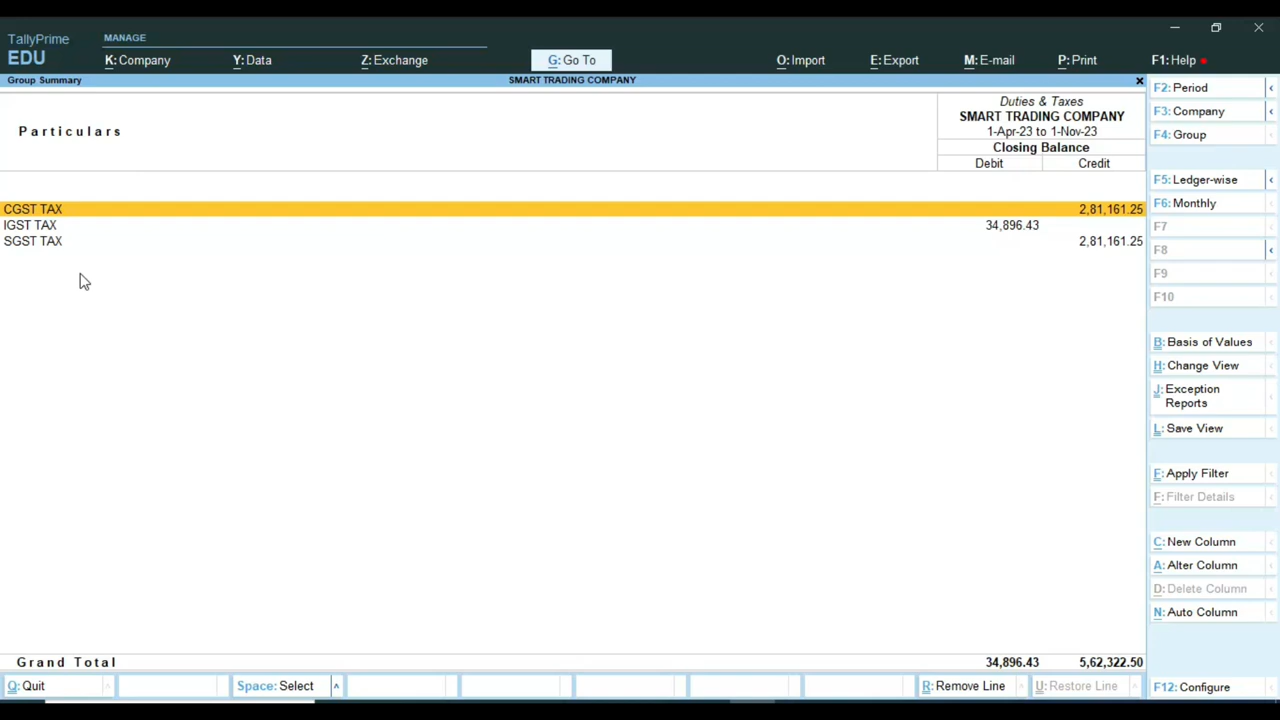 TallyPrime
EDU
MANAGE
K: Company
Y: Data
Z: Exchange
G: Go To
O: Import
E: Export
M: E-mail
P: Print
F1: Help
Group Summary
SMART TRADING COMPANY
Particulars
Duties & Taxes
SMART TRADING COMPANY
1-Apr-23 to 1-Nov-23
Closing Balance
Debit Credit
CGST TAX 2,81,161.25
IGST TAX 34,896.43
SGST TAX 2,81,161.25
Grand Total 34,896.43 5,62,322.50
F2: Period
F3: Company
F4: Group
F5: Ledger-wise
F6: Monthly
F7
F8
F9
F10
B: Basis of Values
H: Change View
J: Exception
Reports
L: Save View
F: Apply Filter
F: Filter Details
C: New Column
A: Alter Column
D: Delete Column
N: Auto Column
Q: Quit
Space: Select
R: Remove Line
U: Restore Line
F12: Configure